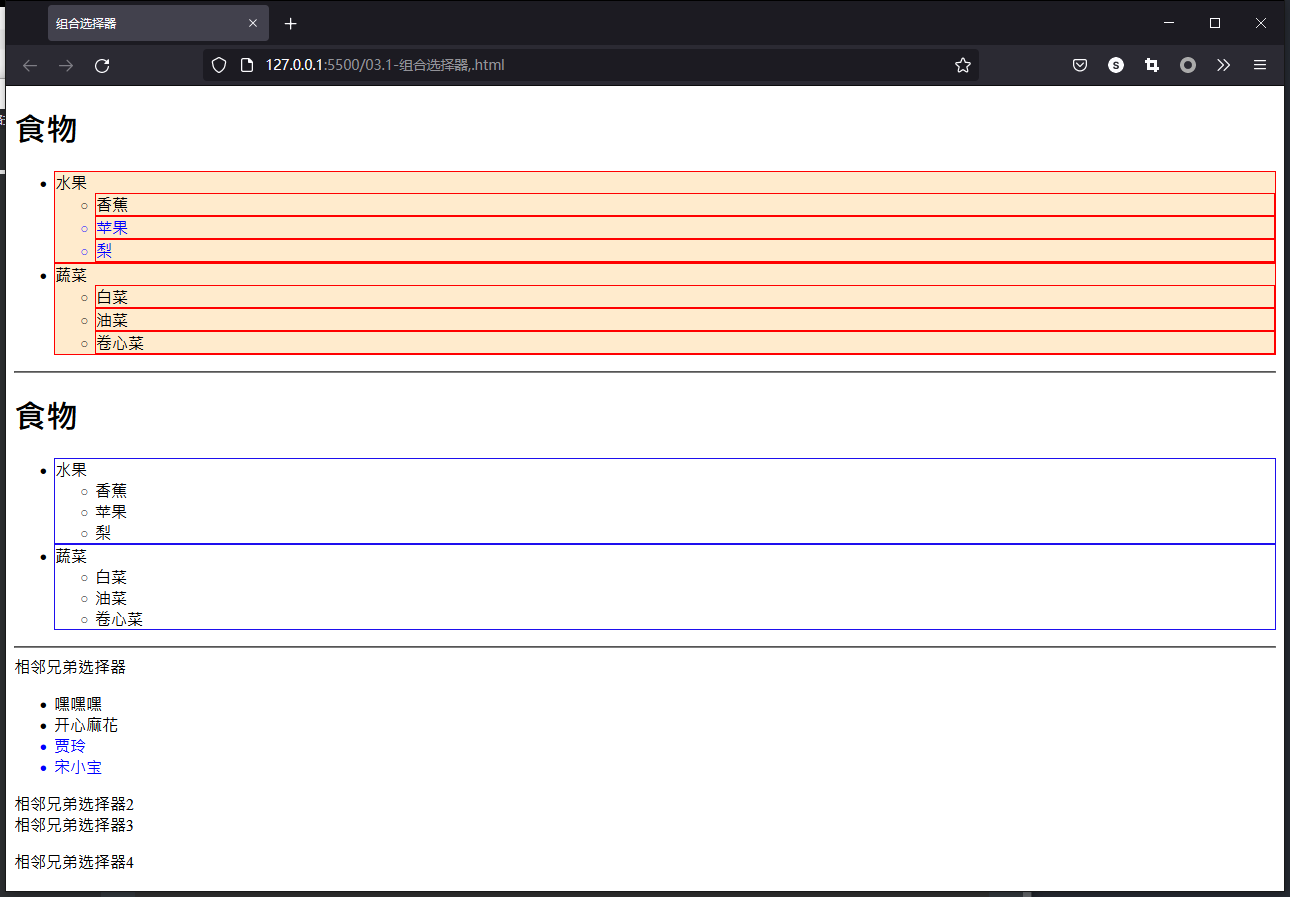 组合选择器
127.0.0.1:5500/03.1-组合选择器,.html
S
食物
水果
香蕉
苹果
梨
蔬菜
白菜
油菜
卷心菜
食物
水果
香蕉
苹果
梨
蔬菜
白菜
油菜
卷心菜
相邻兄弟选择器
嘿嘿嘿
开心麻花
贾玲
宋小宝
相邻兄弟选择器2
相邻兄弟选择器3
相邻兄弟选择器4